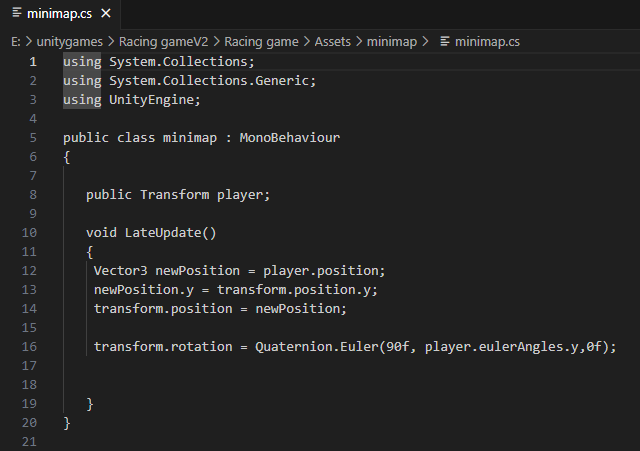 minimap.cs ×
E: > unitygames > Racing gameV2 > Racing game > Assets > minimap > minimap.cs
1 using System.Collections;
2 using System.Collections.Generic;
3 using UnityEngine;
4
5 public class minimap : MonoBehaviour
6 {
7
8 public Transform player;
9
10 void LateUpdate()
11 {
12 Vector3 newPosition = player.position;
13 newPosition.y = transform.position.y;
14 transform.position = newPosition;
15
16 transform.rotation = Quaternion.Euler(90f, player.eulerAngles.y,0f);
17
18
19 }
20 }
21